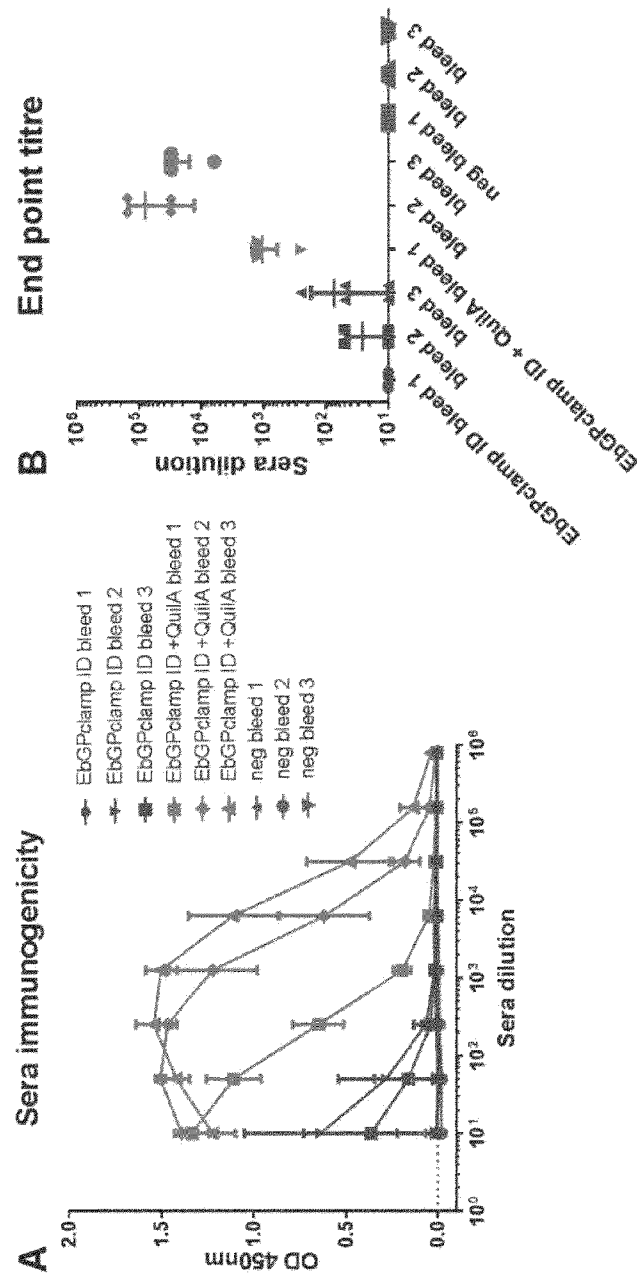 A
Sera immunogenicity
OD 450nm
2.0
1.5
1.0
0.5
0.0
10⁰
10¹
10²
10³
10⁴
10⁵
10⁶
Sera dilution
EbGPclamp ID bleed 1
EbGPclamp ID bleed 2
EbGPclamp ID bleed 3
EbGPclamp ID +QuilA bleed 1
EbGPclamp ID +QuilA bleed 2
EbGPclamp ID +QuilA bleed 3
neg bleed 1
neg bleed 2
neg bleed 3
B
End point titre
Sera dilution
10⁶
10⁵
10⁴
10³
10²
10¹
EbGPclamp ID bleed 1
bleed 2
bleed 3
EbGPclamp ID + QuilA bleed 1
bleed 2
bleed 3
neg bleed 1
bleed 2
bleed 3